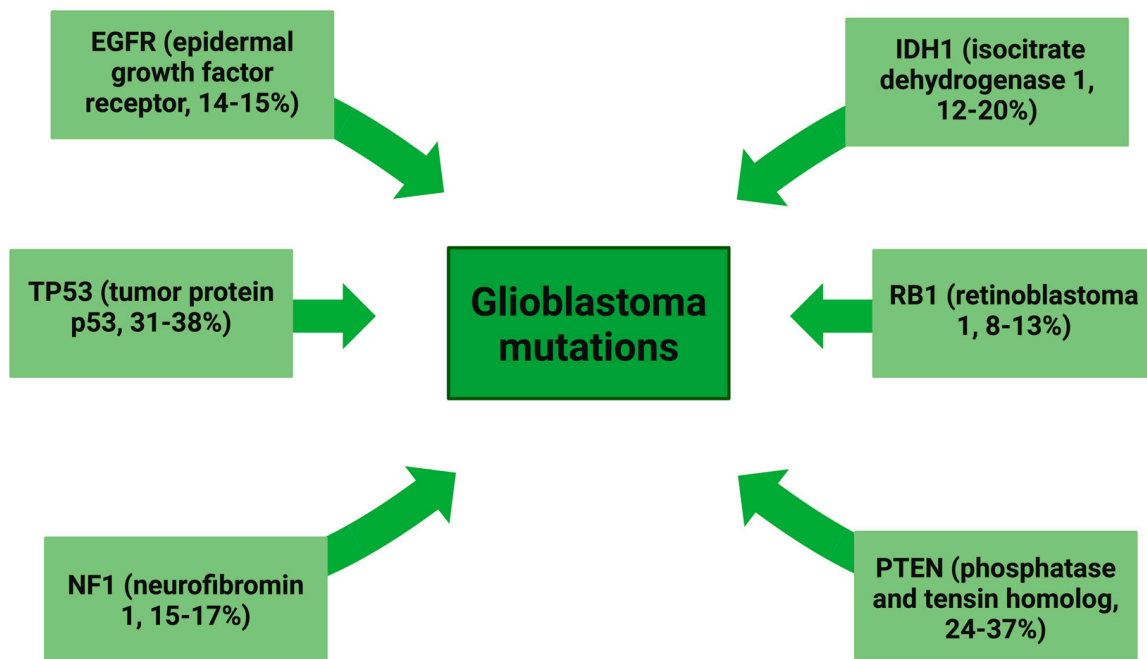 EGFR (epidermal
growth factor
receptor, 14-15%)
IDH1 (isocitrate
dehydrogenase 1,
12-20%)
TP53 (tumor protein
p53, 31-38%)
Glioblastoma
mutations
RB1 (retinoblastoma
1, 8-13%)
NF1 (neurofibromin
1, 15-17%)
PTEN (phosphatase
and tensin homolog,
24-37%)